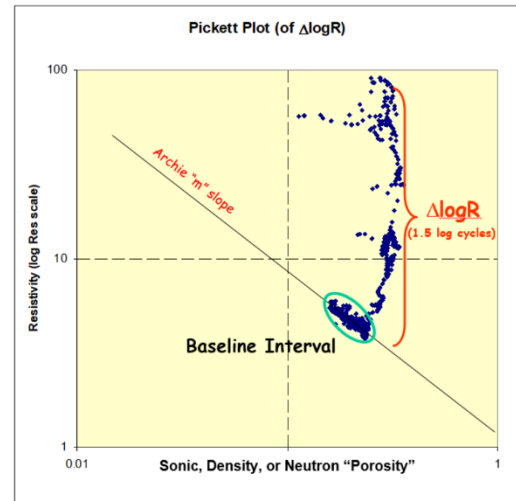 Pickett Plot (of ΔlogR)
100
Archie "m" slope
ΔlogR
(1.5 log cycles)
Resistivity (log Res scale)
10
Baseline Interval
1
0.01
Sonic, Density, or Neutron “Porosity”
1